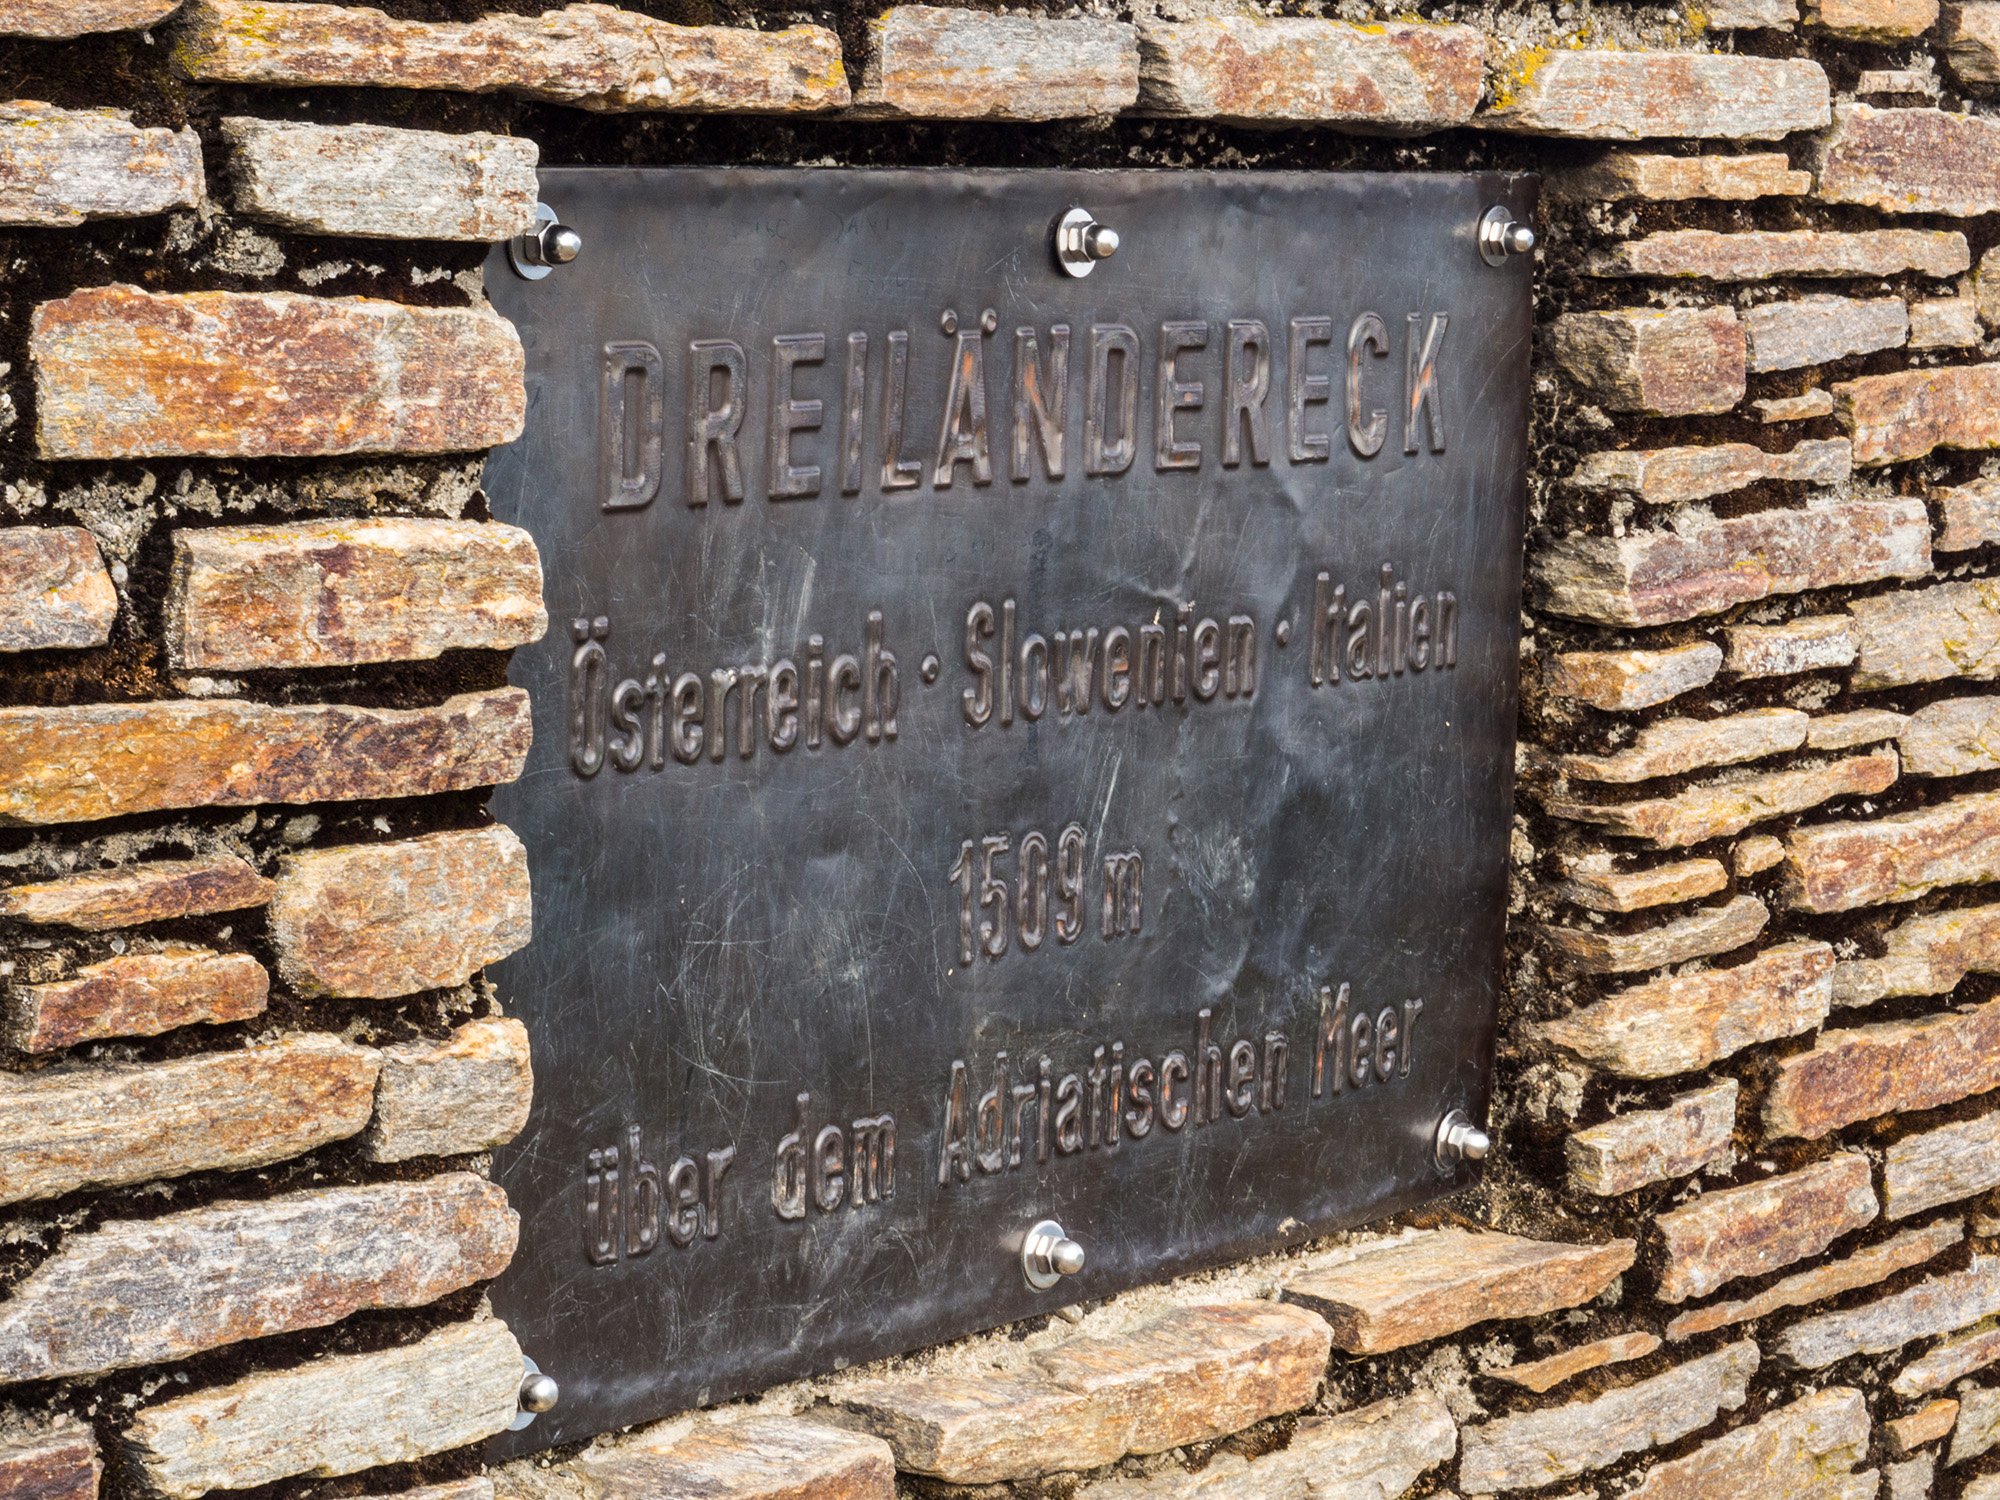 DREILÄNDERECK
Österreich · Slowenien · Italien
1509 m
über dem Adriatischen Meer